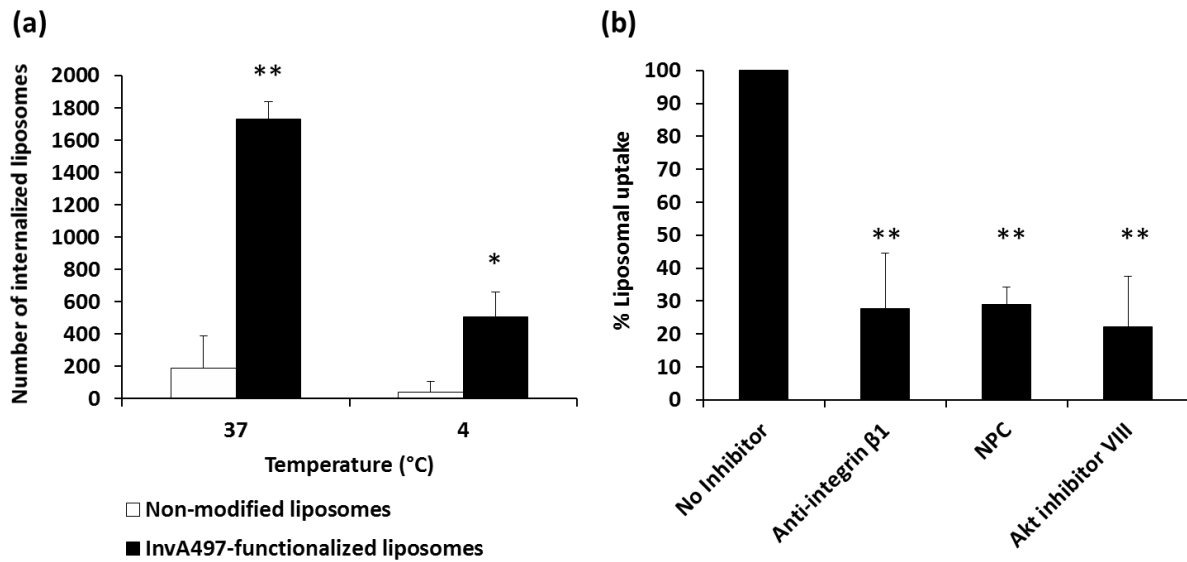 (a)
Number of internalized liposomes
2000
1800
1600
1400
1200
1000
800
600
400
200
0
**
*
37
4
Temperature (°C)
Non-modified liposomes
InvA497-functionalized liposomes
(b)
% Liposomal uptake
100
90
80
70
60
50
40
30
20
10
0
**
**
**
No Inhibitor
Anti-integrin β1
NPC
Akt inhibitor VIII